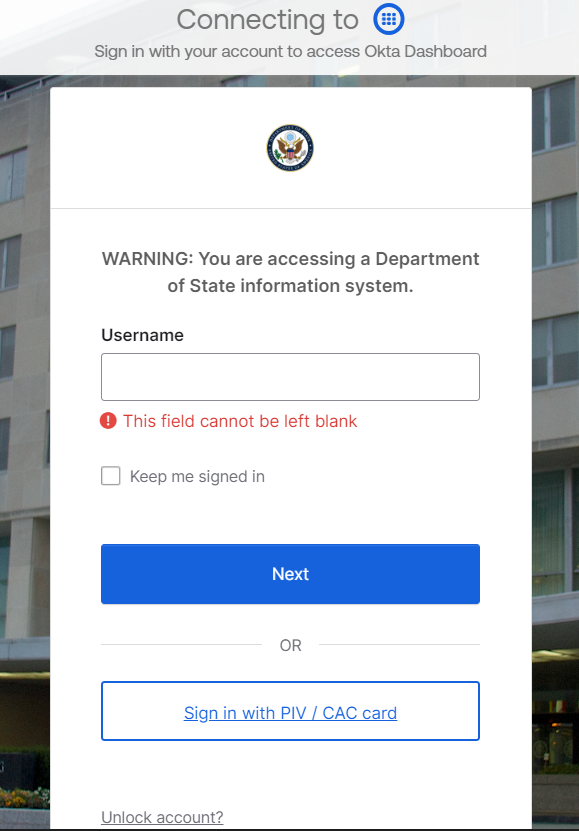 Connecting to
Sign in with your account to access Okta Dashboard
WARNING: You are accessing a Department
of State information system.
Username
This field cannot be left blank
Keep me signed in
Next
OR
Sign in with PIV / CAC card
Unlock account?